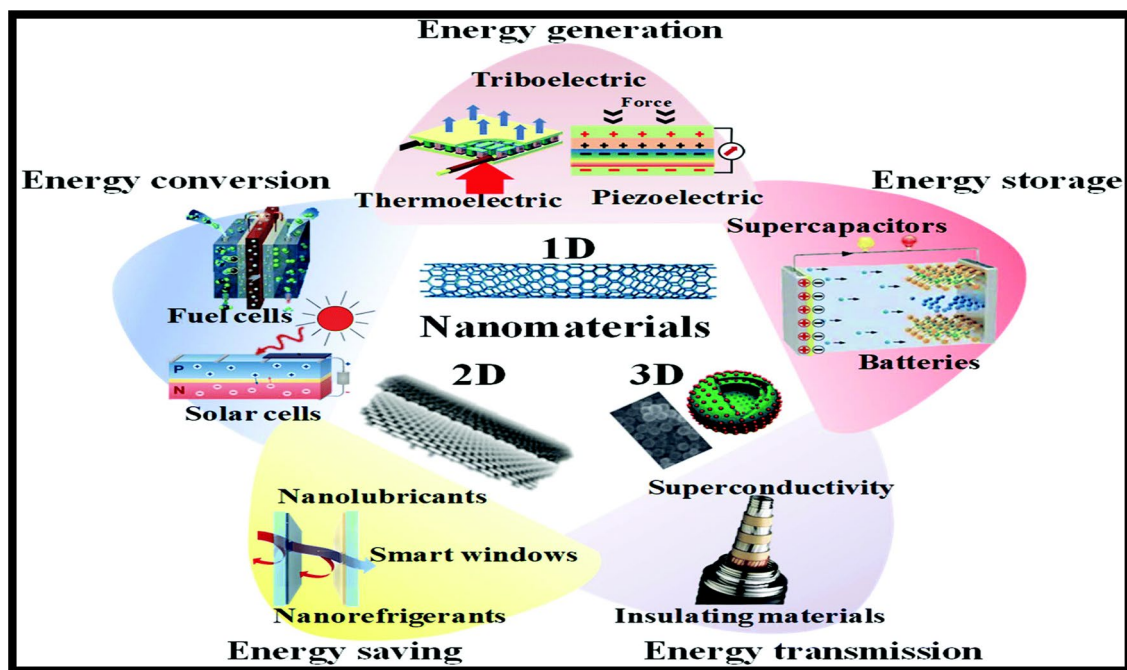 Energy generation
Triboelectric
Force
Thermoelectric
Piezoelectric
Energy conversion
Fuel cells
P
N
Solar cells
Energy storage
Supercapacitors
Batteries
1D
Nanomaterials
2D
3D
Nanolubricants
Smart windows
Nanorefrigerants
Energy saving
Superconductivity
Insulating materials
Energy transmission